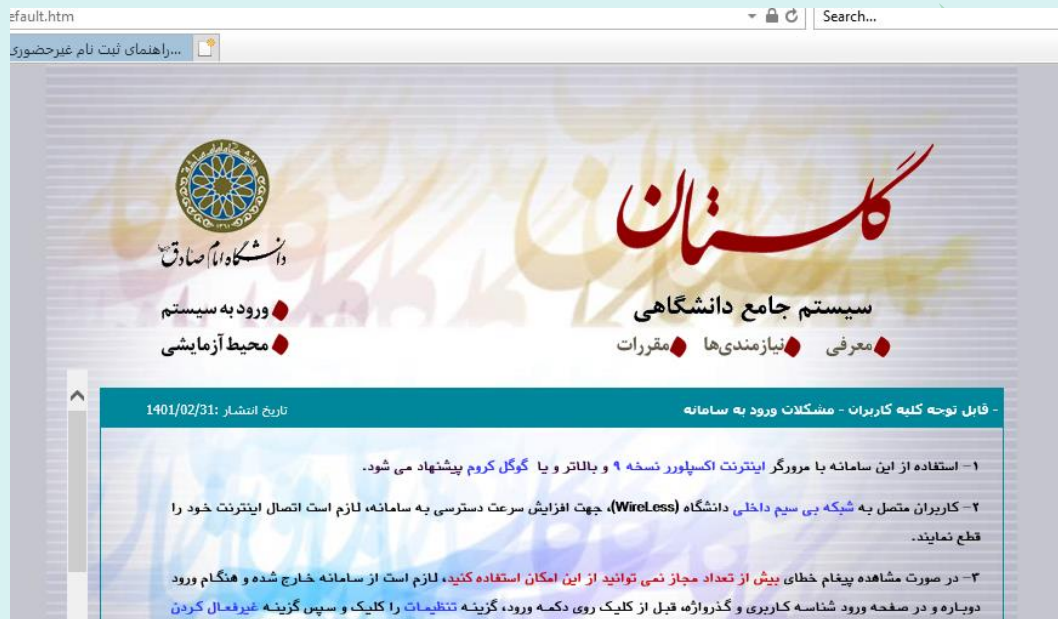 efault.htm
Search...
راهنمای ثبت نام غیرحضوری...
گلستان
دانشگاه امام صادق
سیستم جامع دانشگاهی
ورود به سیستم
معرفی نیازمندی‌ها مقررات
محیط آزمایشی
- قابل توجه کلیه کاربران - مشکلات ورود به سامانه
تاریخ انتشار :1401/02/31
۱- استفاده از این سامانه با مرورگر اینترنت اکسپلورر نسخه ۹ و بالاتر و یا گوگل کروم پیشنهاد می شود.
۲- کاربران متصل به شبکه بی سیم داخلی دانشگاه (WireLess)، جهت افزایش سرعت دسترسی به سامانه، لازم است اتصال اینترنت خود را
قطع نمایند.
۳- در صورت مشاهده پیغام خطای بیش از تعداد مجاز نمی توانید از این امکان استفاده کنید، لازم است از سامانه خارج شده و هنگام ورود
دوباره و در صفحه ورود شناسه کاربری و گذرواژه، قبل از کلیک روی دکمه ورود، گزینه تنظیمات را کلیک و سپس گزینه غیرفعال کردن